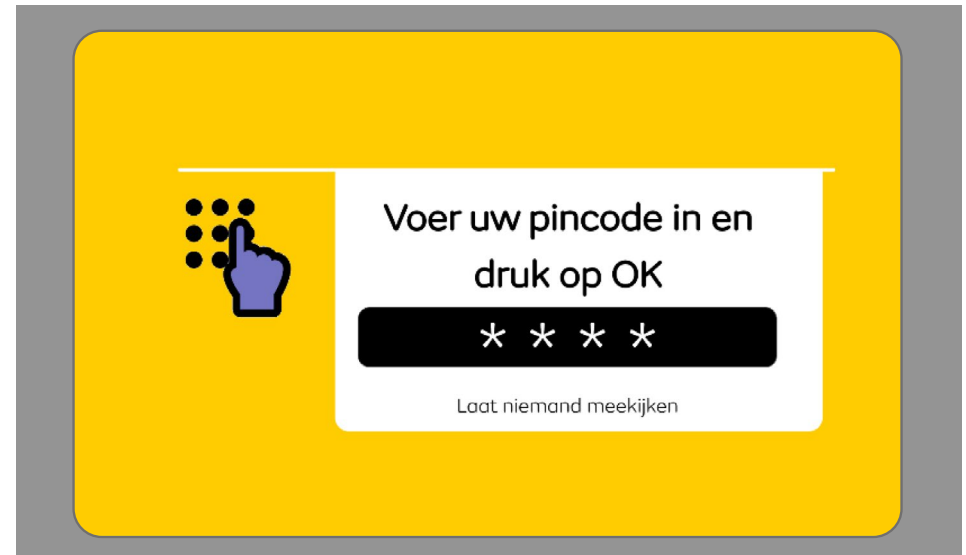 Voer uw pincode in en
druk op OK
* * * *
Laat niemand meekijken